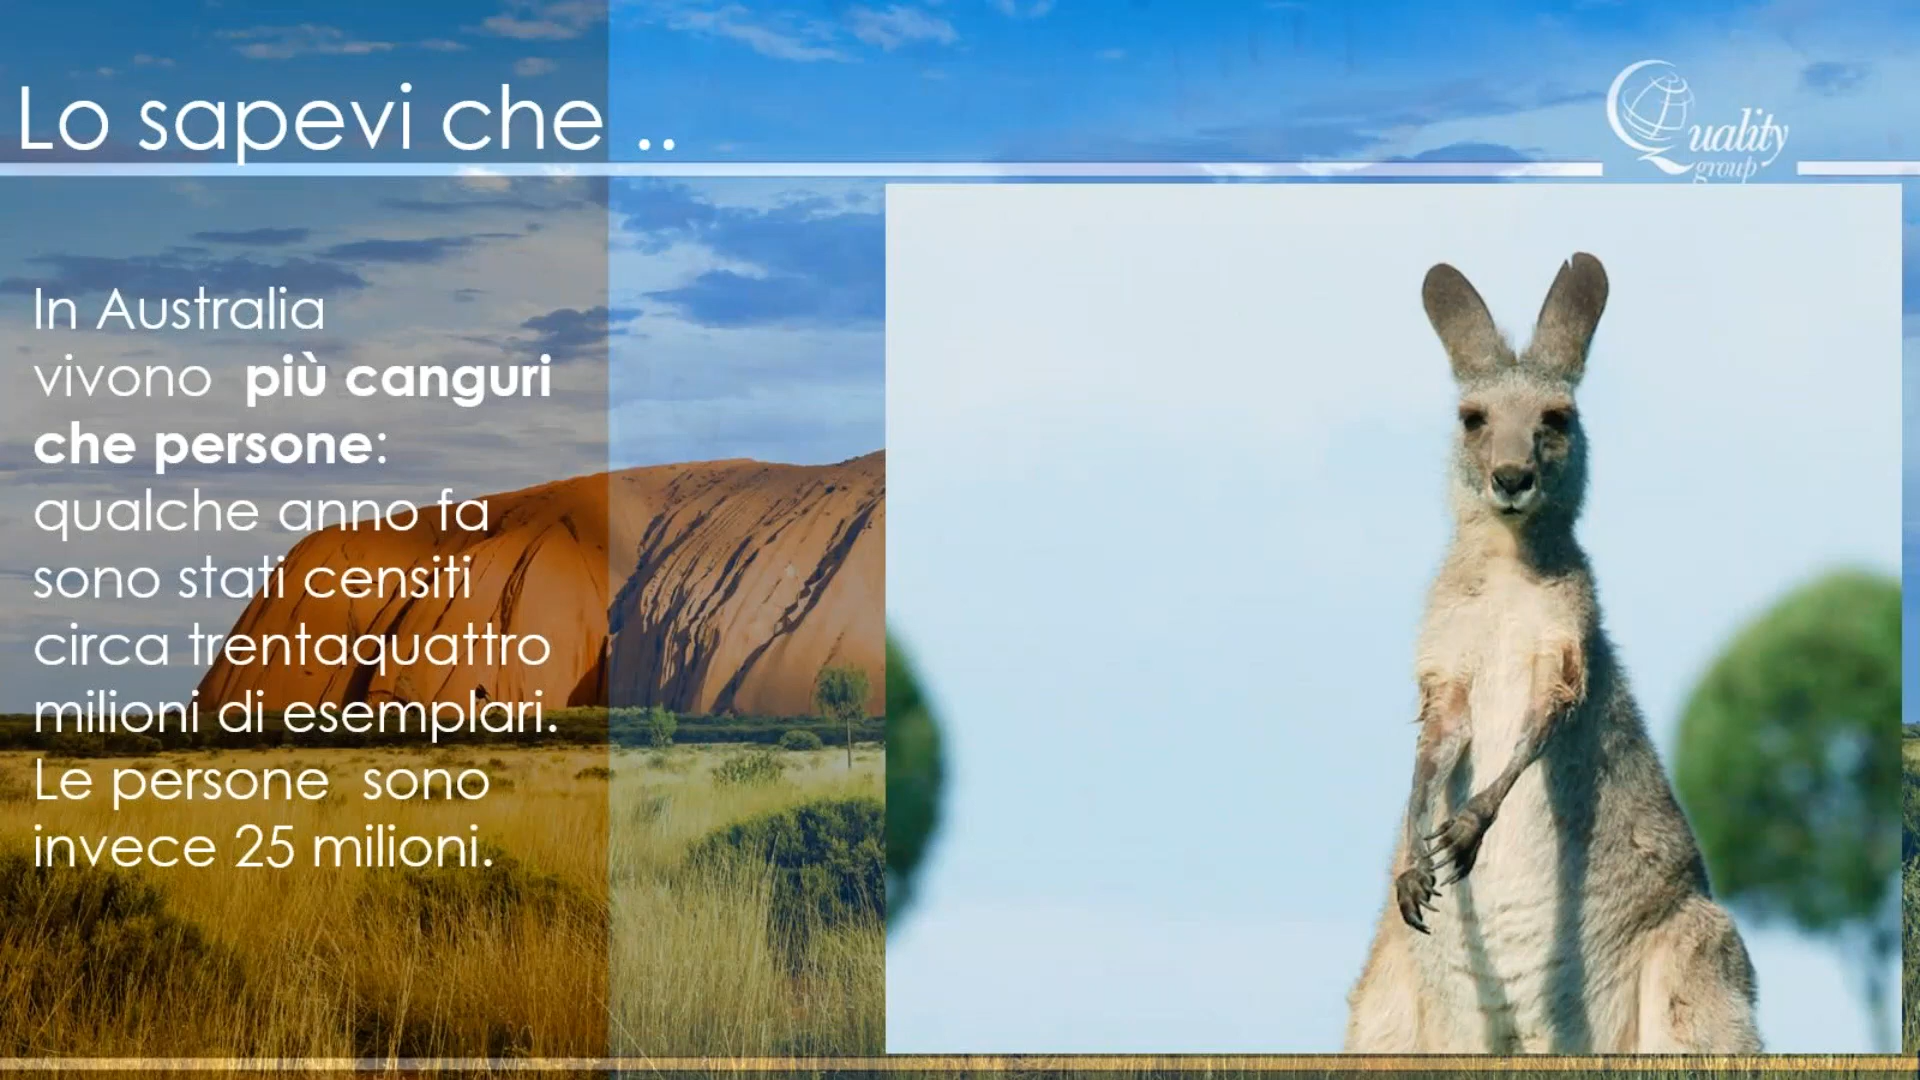 Lo sapevi che ..
Quality
group
In Australia
vivono  più canguri
che persone:
qualche anno fa
sono stati censiti
circa trentaquattro
milioni di esemplari.
Le persone  sono
invece 25 milioni.